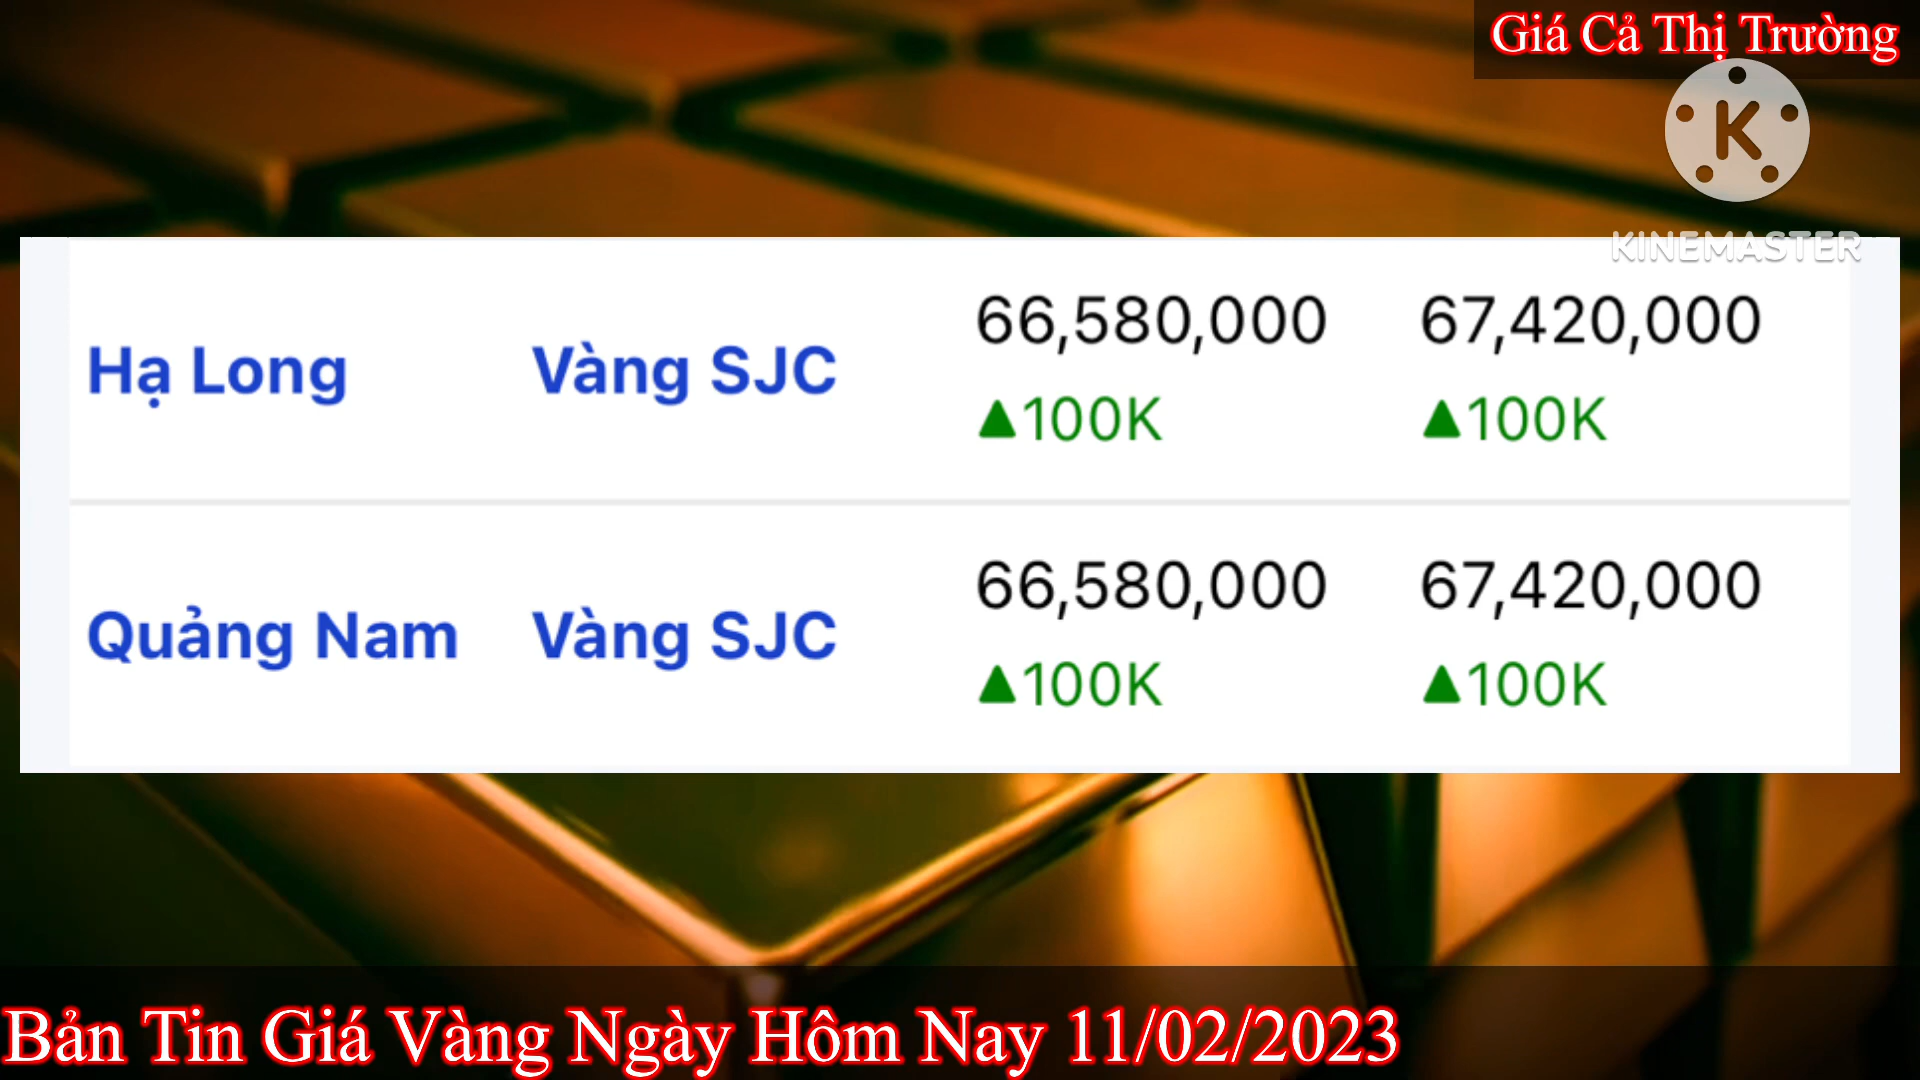 Giá Cả Thị Trường
K
KINEMASTER
Hạ Long Vàng SJC 66,580,000 67,420,000
▲100K ▲100K
Quảng Nam Vàng SJC 66,580,000 67,420,000
▲100K ▲100K
Bản Tin Giá Vàng Ngày Hôm Nay 11/02/2023